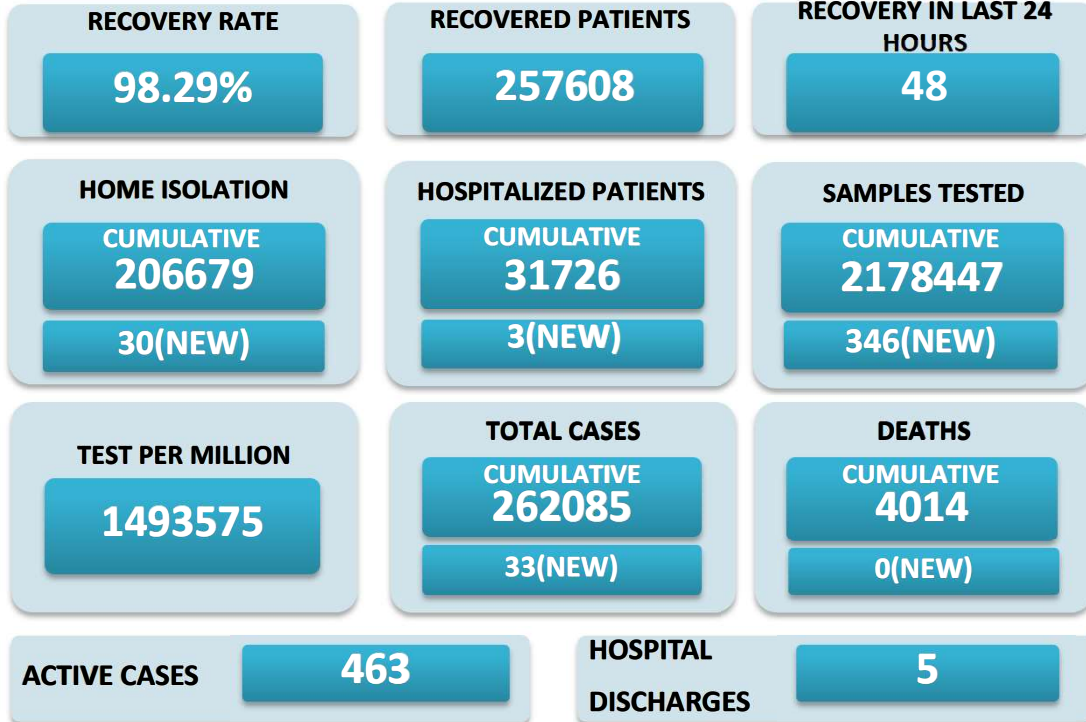 RECOVERY RATE
98.29%
RECOVERED PATIENTS
257608
RECOVERY IN LAST 24
HOURS
48
HOME ISOLATION
CUMULATIVE
206679
30(NEW)
HOSPITALIZED PATIENTS
CUMULATIVE
31726
3(NEW)
SAMPLES TESTED
CUMULATIVE
2178447
346(NEW)
TEST PER MILLION
1493575
TOTAL CASES
CUMULATIVE
262085
33(NEW)
DEATHS
CUMULATIVE
4014
0(NEW)
ACTIVE CASES
463
HOSPITAL
DISCHARGES
5